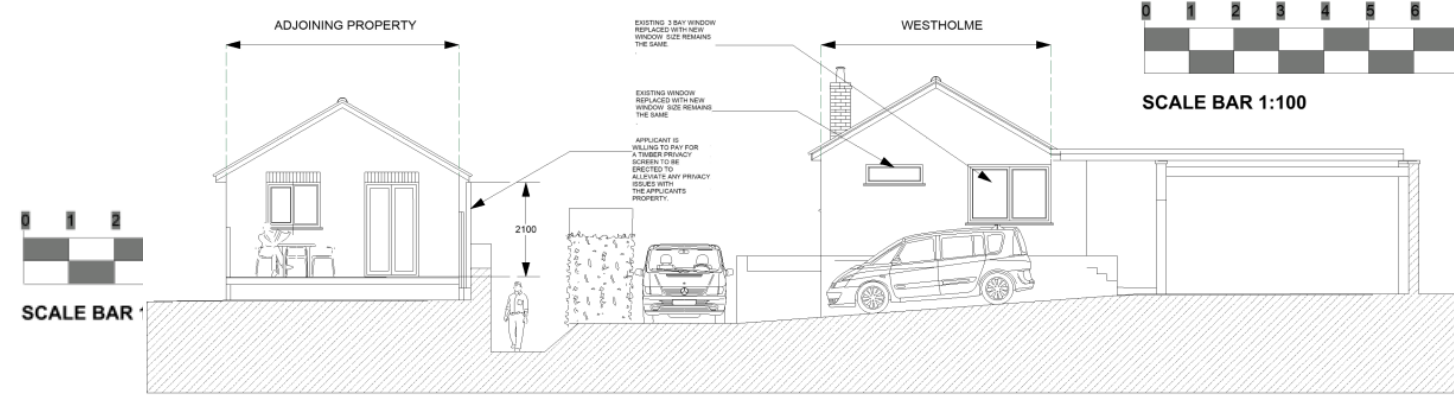 ADJOINING PROPERTY
EXISTING 3 BAY WINDOW
REPLACED WITH NEW
WINDOW SIZE REMAINS
THE SAME.
WESTHOLME
0 1 2 3 4 5 6
SCALE BAR 1:100
EXISTING WINDOW
REPLACED WITH NEW
WINDOW SIZE REMAINS
THE SAME
APPLICANT IS
WILLING TO PAY FOR
A TIMBER PRIVACY
SCREEN TO BE
ERECTED TO
ALLEVIATE ANY PRIVACY
ISSUES WITH
THE APPLICANTS
PROPERTY.
2100
0 1 2
SCALE BAR